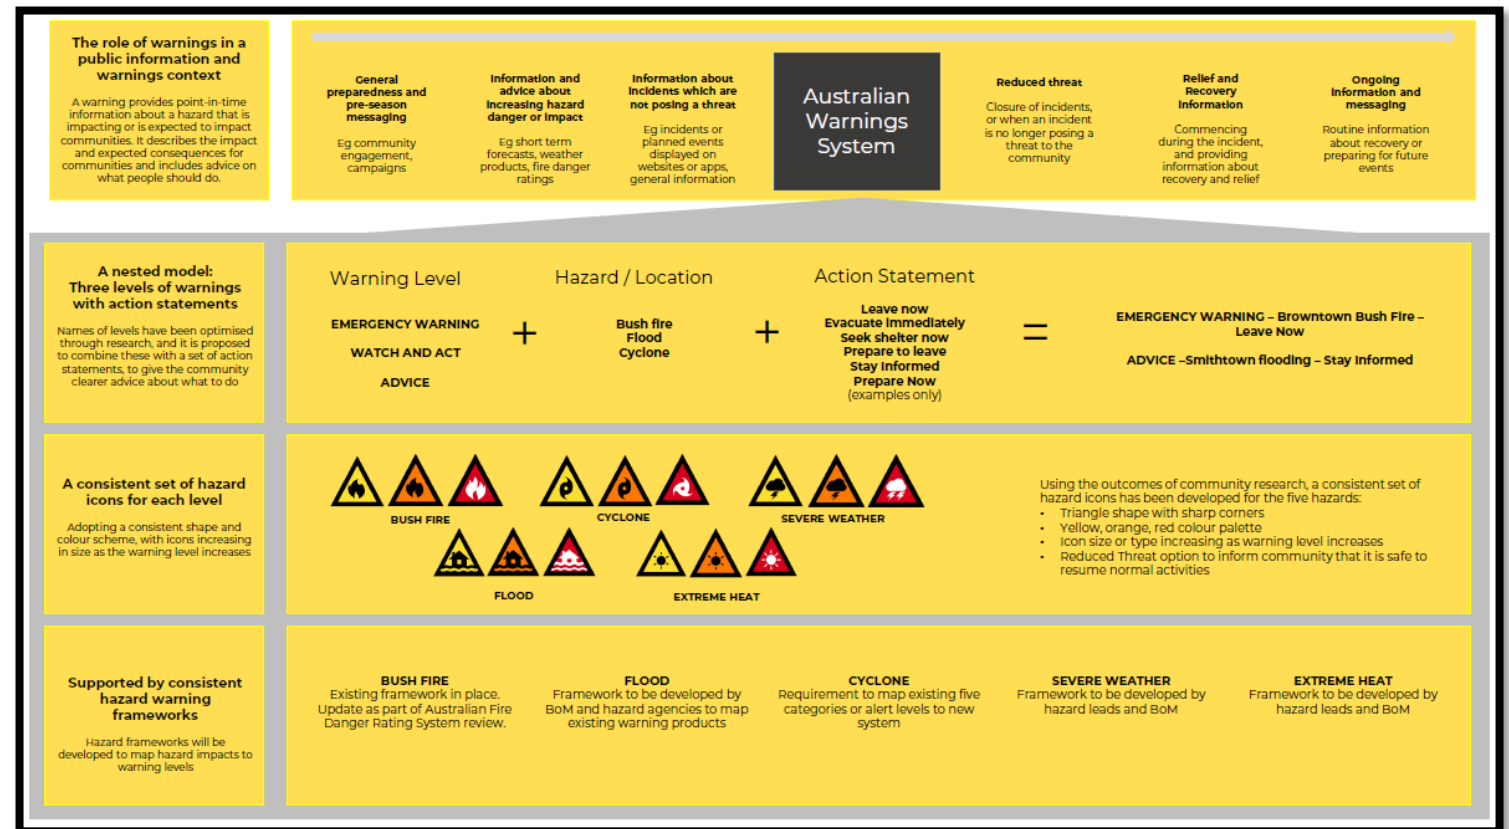 The role of warnings in a
public information and
warnings context
A warning provides point-in-time
information about a hazard that is
impacting or is expected to impact
communities. It describes the impact
and expected consequences for
communities and includes advice on
what people should do.
General
preparedness and
pre-season
messaging
Eg community
engagement,
campaigns
Information and
advice about
increasing hazard
danger or impact
Eg short term
forecasts, weather
products, fire danger
ratings
Information about
incidents which are
not posing a threat
Eg incidents or
planned events
displayed on
websites or apps,
general information
Australian
Warnings
System
Reduced threat
Closure of incidents,
or when an incident
is no longer posing a
threat to the
community
Relief and
Recovery
Information
Commencing
during the incident,
and providing
information about
recovery and relief
Ongoing
information and
messaging
Routine information
about recovery or
preparing for future
events
A nested model:
Three levels of warnings
with action statements
Names of levels have been optimised
through research, and it is proposed
to combine these with a set of action
statements, to give the community
clearer advice about what to do
Warning Level
EMERGENCY WARNING
WATCH AND ACT
ADVICE
+
Hazard / Location
Bush fire
Flood
Cyclone
+
Action Statement
Leave now
Evacuate immediately
Seek shelter now
Prepare to leave
Stay Informed
Prepare Now
(examples only)
=
EMERGENCY WARNING – Browntown Bush Fire –
Leave Now
ADVICE –Smithtown flooding – Stay Informed
A consistent set of hazard
icons for each level
Adopting a consistent shape and
colour scheme, with icons increasing
in size as the warning level increases
BUSH FIRE
CYCLONE
SEVERE WEATHER
FLOOD
EXTREME HEAT
Using the outcomes of community research, a consistent set of
hazard icons has been developed for the five hazards:
• Triangle shape with sharp corners
• Yellow, orange, red colour palette
• Icon size or type increasing as warning level increases
• Reduced Threat option to inform community that it is safe to
resume normal activities
Supported by consistent
hazard warning
frameworks
Hazard frameworks will be
developed to map hazard impacts to
warning levels
BUSH FIRE
Existing framework in place.
Update as part of Australian Fire
Danger Rating System review.
FLOOD
Framework to be developed by
BoM and hazard agencies to map
existing warning products
CYCLONE
Requirement to map existing five
categories or alert levels to new
system
SEVERE WEATHER
Framework to be developed by
hazard leads and BoM
EXTREME HEAT
Framework to be developed by
hazard leads and BoM